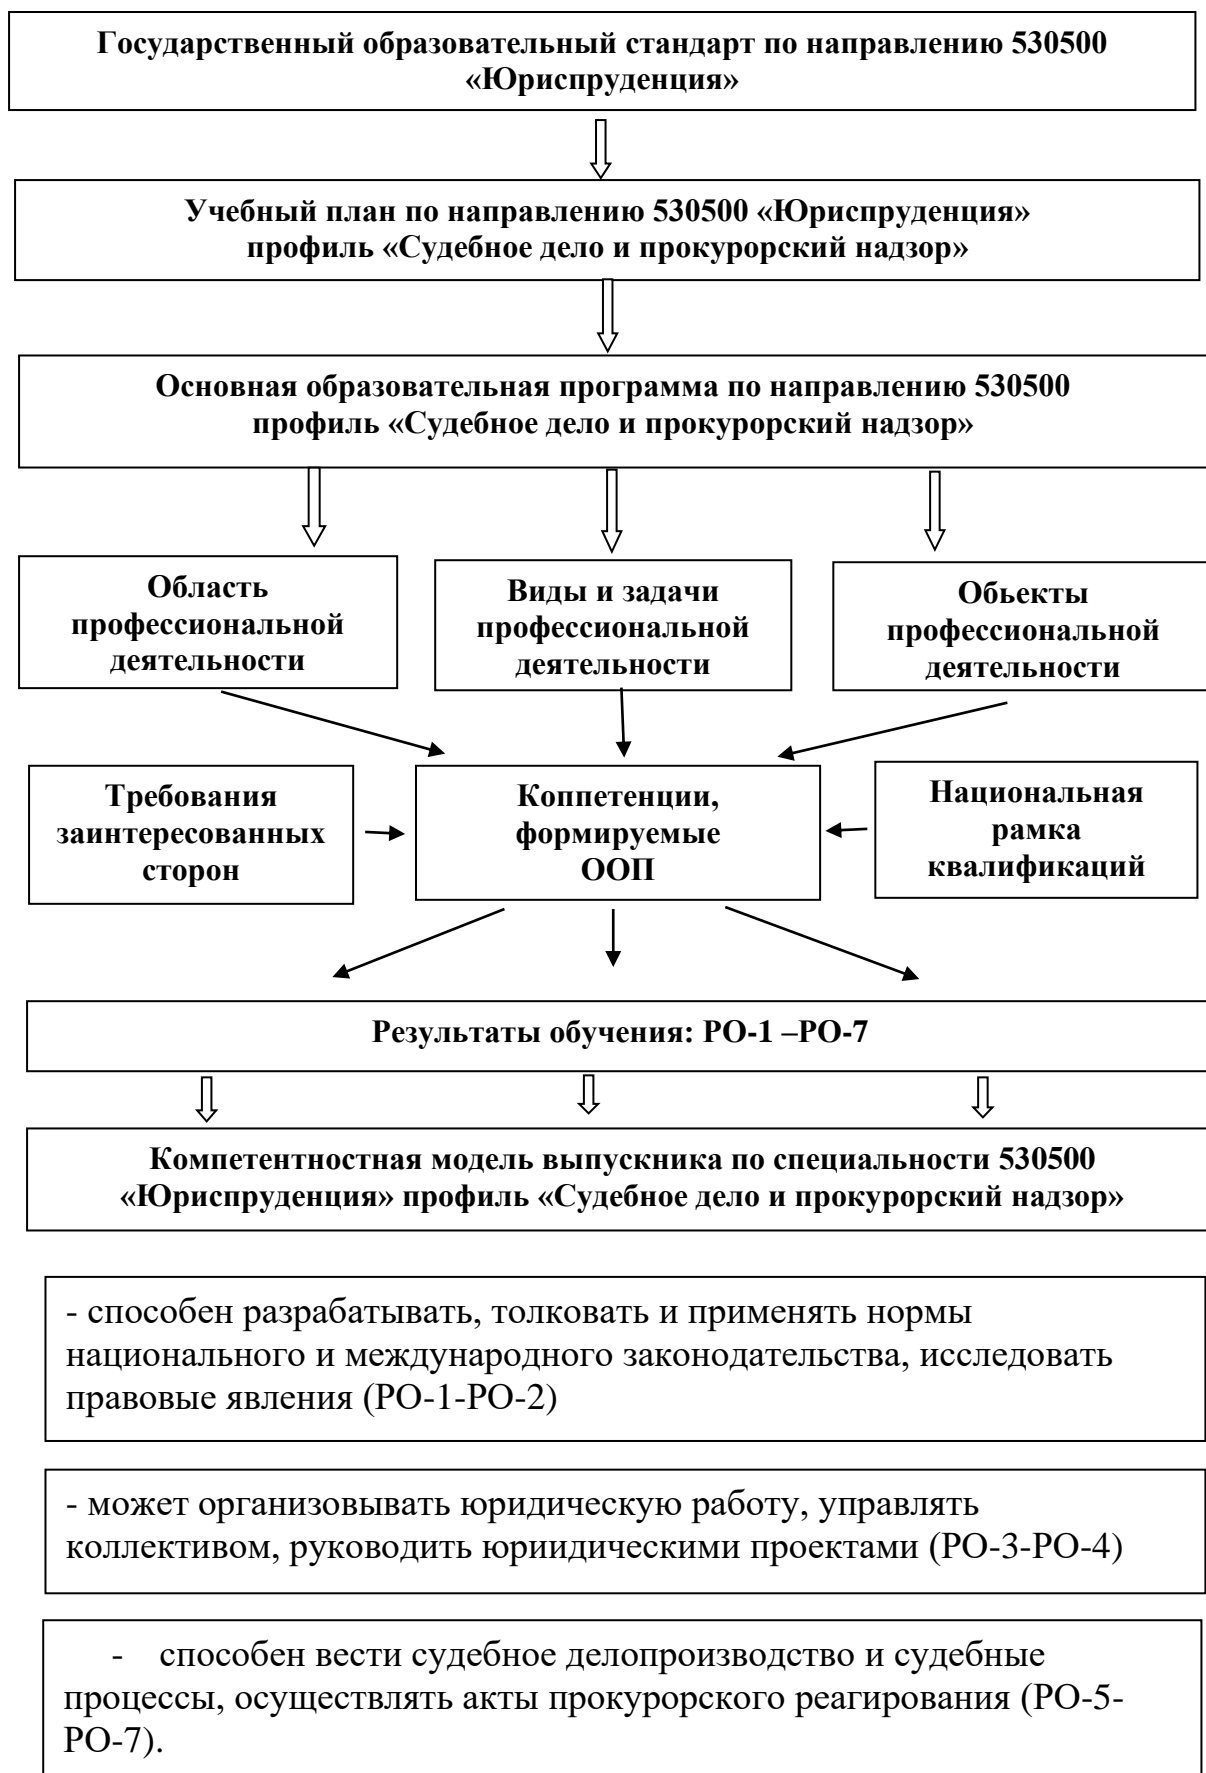 Государственный образовательный стандарт по направлению 530500
«Юриспруденция»
Учебный план по направлению 530500 «Юриспруденция»
профиль «Судебное дело и прокурорский надзор»
Основная образовательная программа по направлению 530500
профиль «Судебное дело и прокурорский надзор»
Область
профессиональной
деятельности
Виды и задачи
профессиональной
деятельности
Обьекты
профессиональной
деятельности
Требования
заинтересованных
сторон
Коппетенции,
формируемые
ООП
Национальная
рамка
квалификаций
Результаты обучения: РО-1 –РО-7
Компетентностная модель выпускника по специальности 530500
«Юриспруденция» профиль «Судебное дело и прокурорский надзор»
- способен разрабатывать, толковать и применять нормы
национального и международного законодательства, исследовать
правовые явления (РО-1-РО-2)
- может организовывать юридическую работу, управлять
коллективом, руководить юриидическими проектами (РО-3-РО-4)
- способен вести судебное делопроизводство и судебные
процессы, осуществлять акты прокурорского реагирования (РО-5-
РО-7).